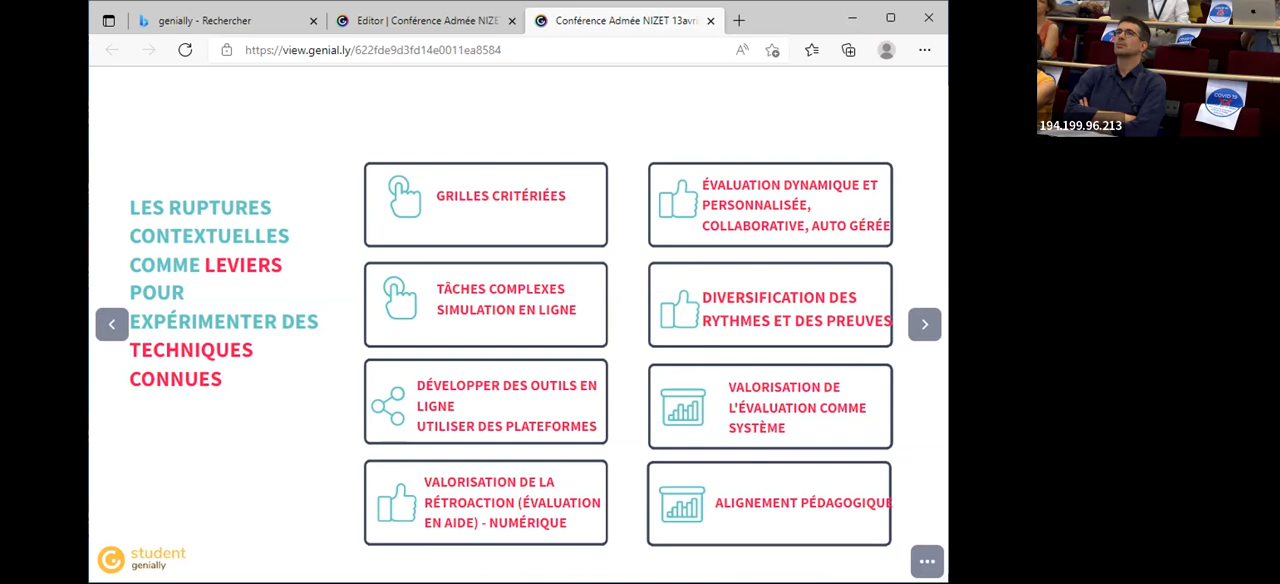 genially - Rechercher
Editor | Conférence Admée NIZE
Conférence Admée NIZET 13avri
https://view.genial.ly/622fde9d3fd14e0011ea8584
LES RUPTURES
CONTEXTUELLES
COMME LEVIERS
POUR
EXPÉRIMENTER DES
TECHNIQUES
CONNUES
GRILLES CRITÉRIÉES
TÂCHES COMPLEXES
SIMULATION EN LIGNE
DÉVELOPPER DES OUTILS EN
LIGNE
UTILISER DES PLATEFORMES
VALORISATION DE LA
RÉTROACTION (ÉVALUATION
EN AIDE) - NUMÉRIQUE
ÉVALUATION DYNAMIQUE ET
PERSONNALISÉE,
COLLABORATIVE, AUTO GÉRÉE
DIVERSIFICATION DES
RYTHMES ET DES PREUVES
VALORISATION DE
L'ÉVALUATION COMME
SYSTÈME
ALIGNEMENT PÉDAGOGIQUE
student
genially
COVID 19
194.199.96.213